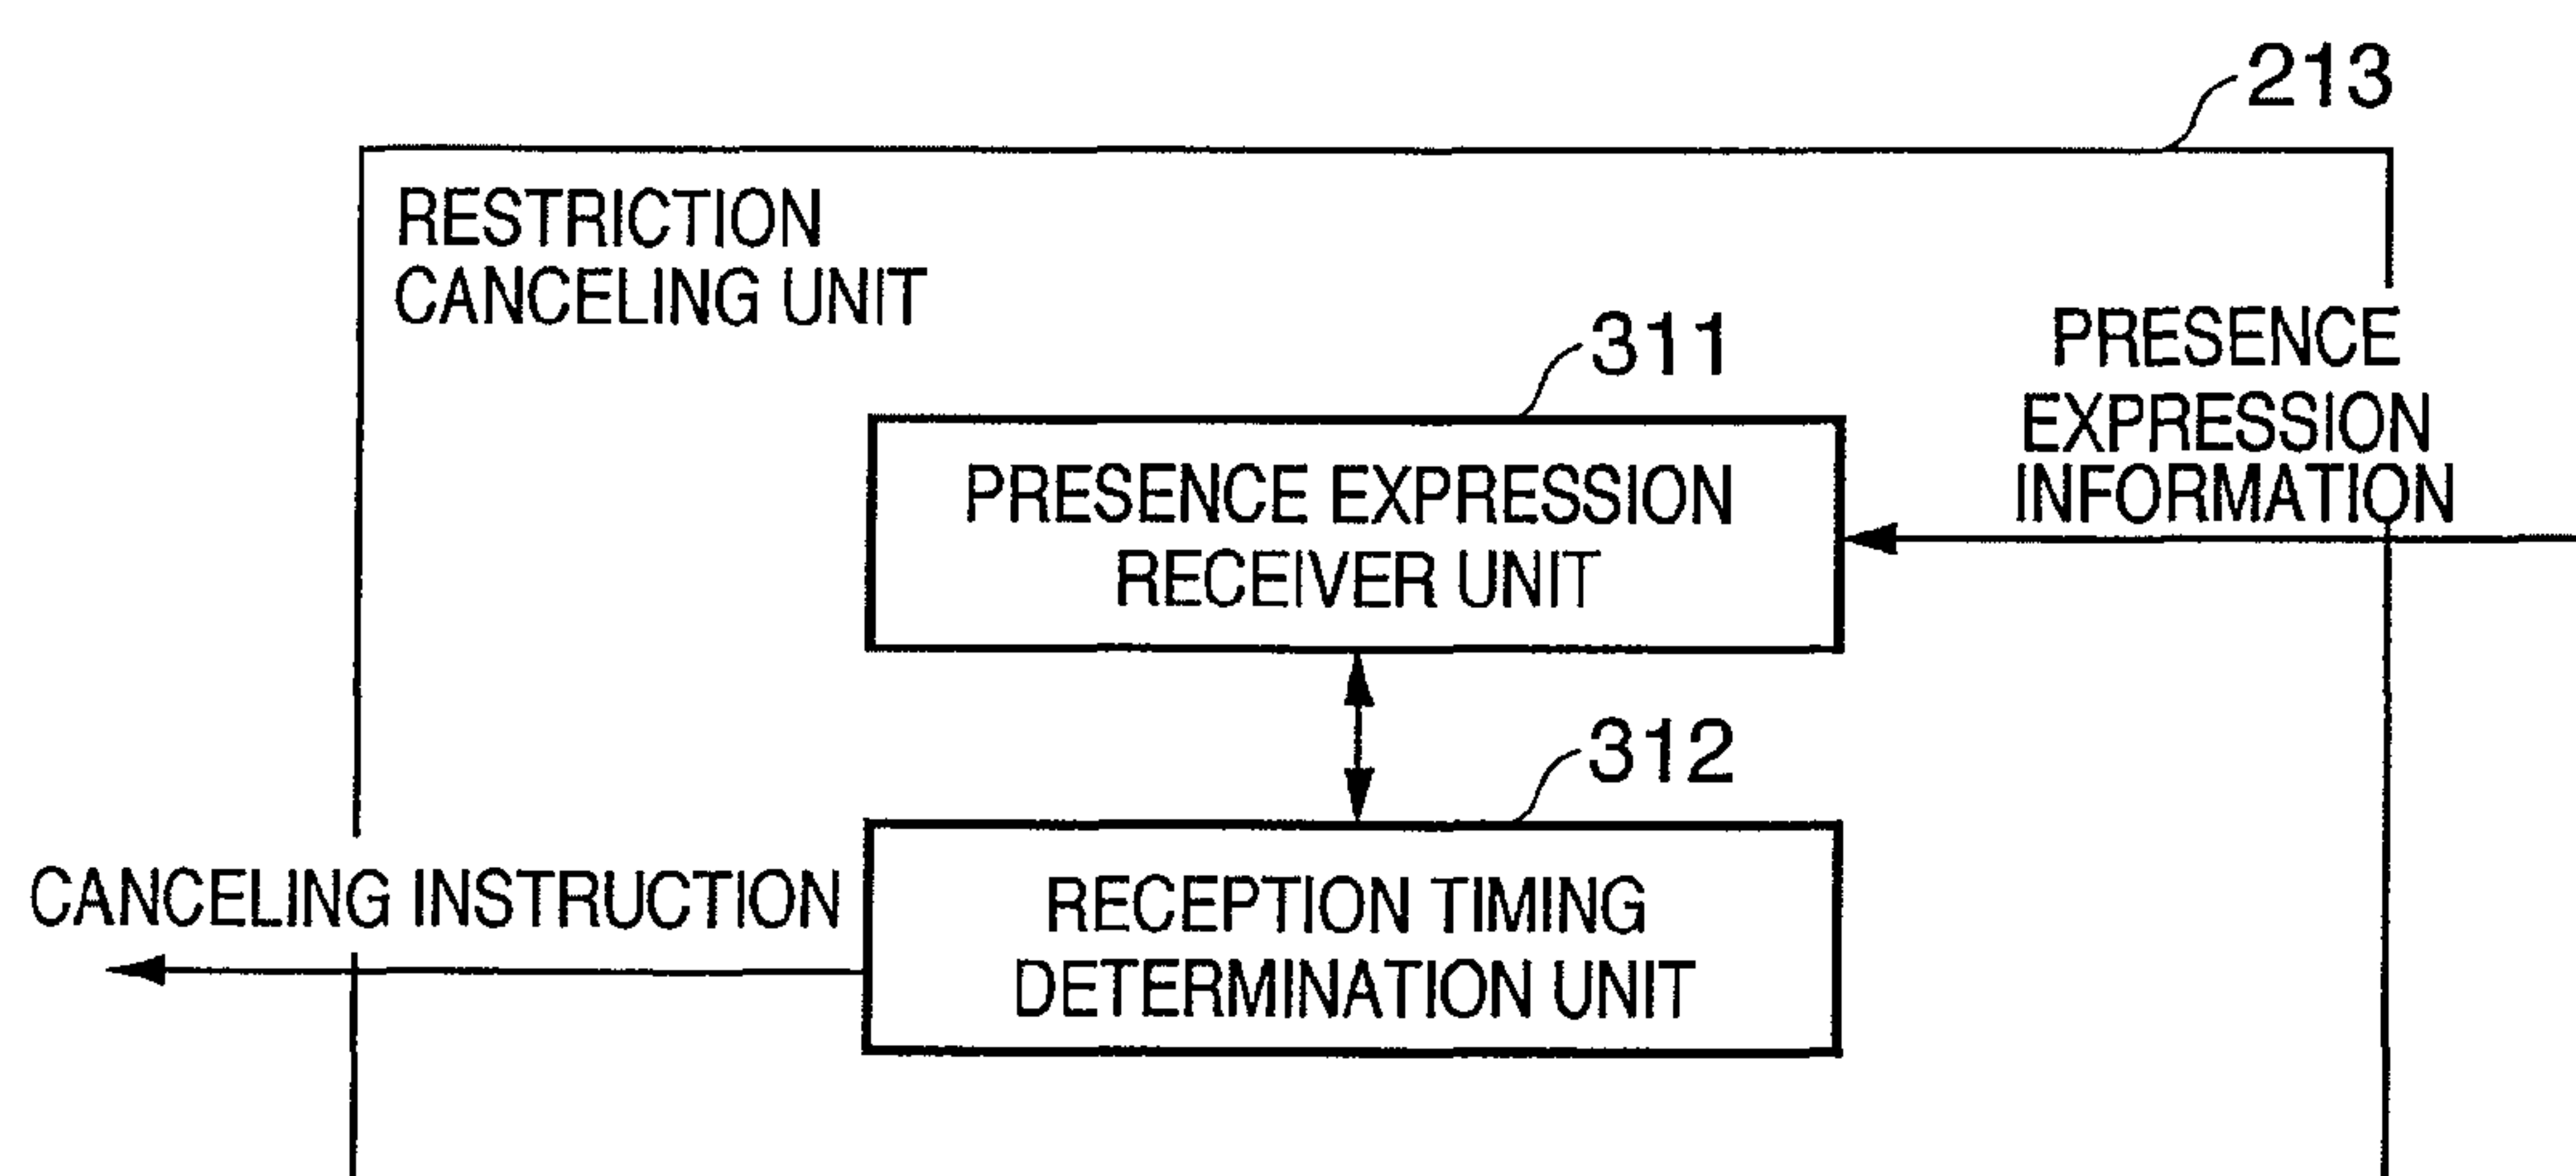 213
RESTRICTION
CANCELING UNIT
311
PRESENCE
EXPRESSION
INFORMATION
PRESENCE EXPRESSION
RECEIVER UNIT
312
CANCELING INSTRUCTION
RECEPTION TIMING
DETERMINATION UNIT